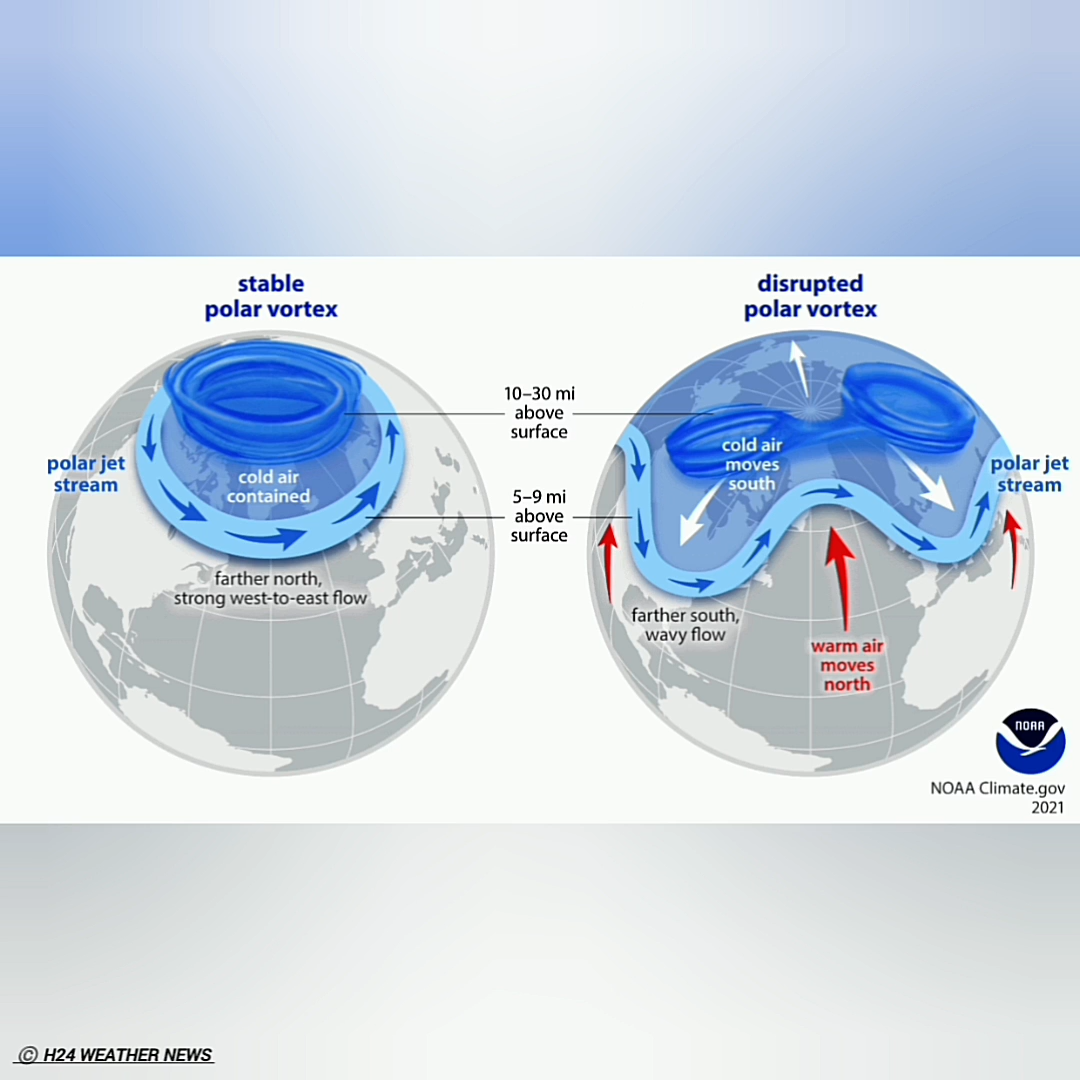 stable
polar vortex
disrupted
polar vortex
10–30 mi
above
surface
polar jet
stream
cold air
contained
5–9 mi
above
surface
cold air
moves
south
polar jet
stream
farther north,
strong west-to-east flow
farther south,
wavy flow
warm air
moves
north
NOAA
NOAA Climate.gov
2021
© H24 WEATHER NEWS